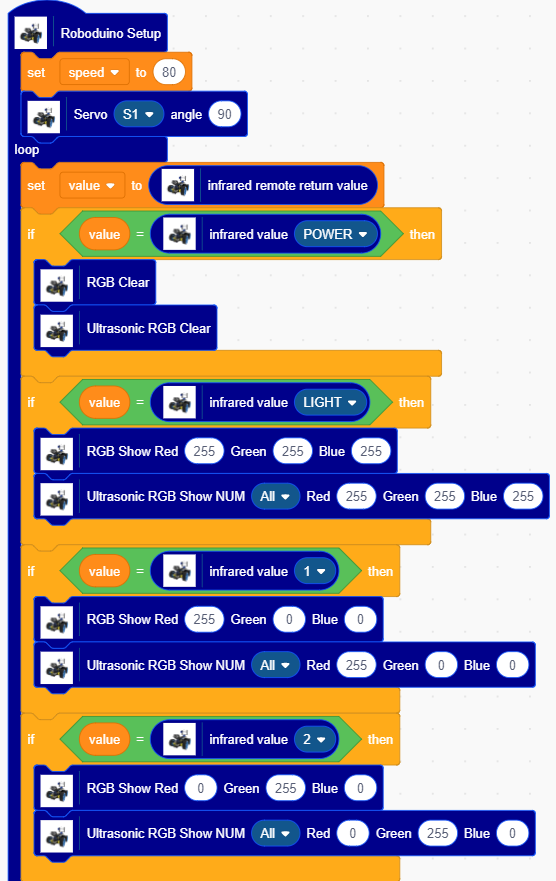 Roboduino Setup
set speed to 80
Servo S1 angle 90
loop
set value to infrared remote return value
if value = infrared value POWER then
RGB Clear
Ultrasonic RGB Clear
if value = infrared value LIGHT then
RGB Show Red 255 Green 255 Blue 255
Ultrasonic RGB Show NUM All Red 255 Green 255 Blue 255
if value = infrared value 1 then
RGB Show Red 255 Green 0 Blue 0
Ultrasonic RGB Show NUM All Red 255 Green 0 Blue 0
if value = infrared value 2 then
RGB Show Red 0 Green 255 Blue 0
Ultrasonic RGB Show NUM All Red 0 Green 255 Blue 0